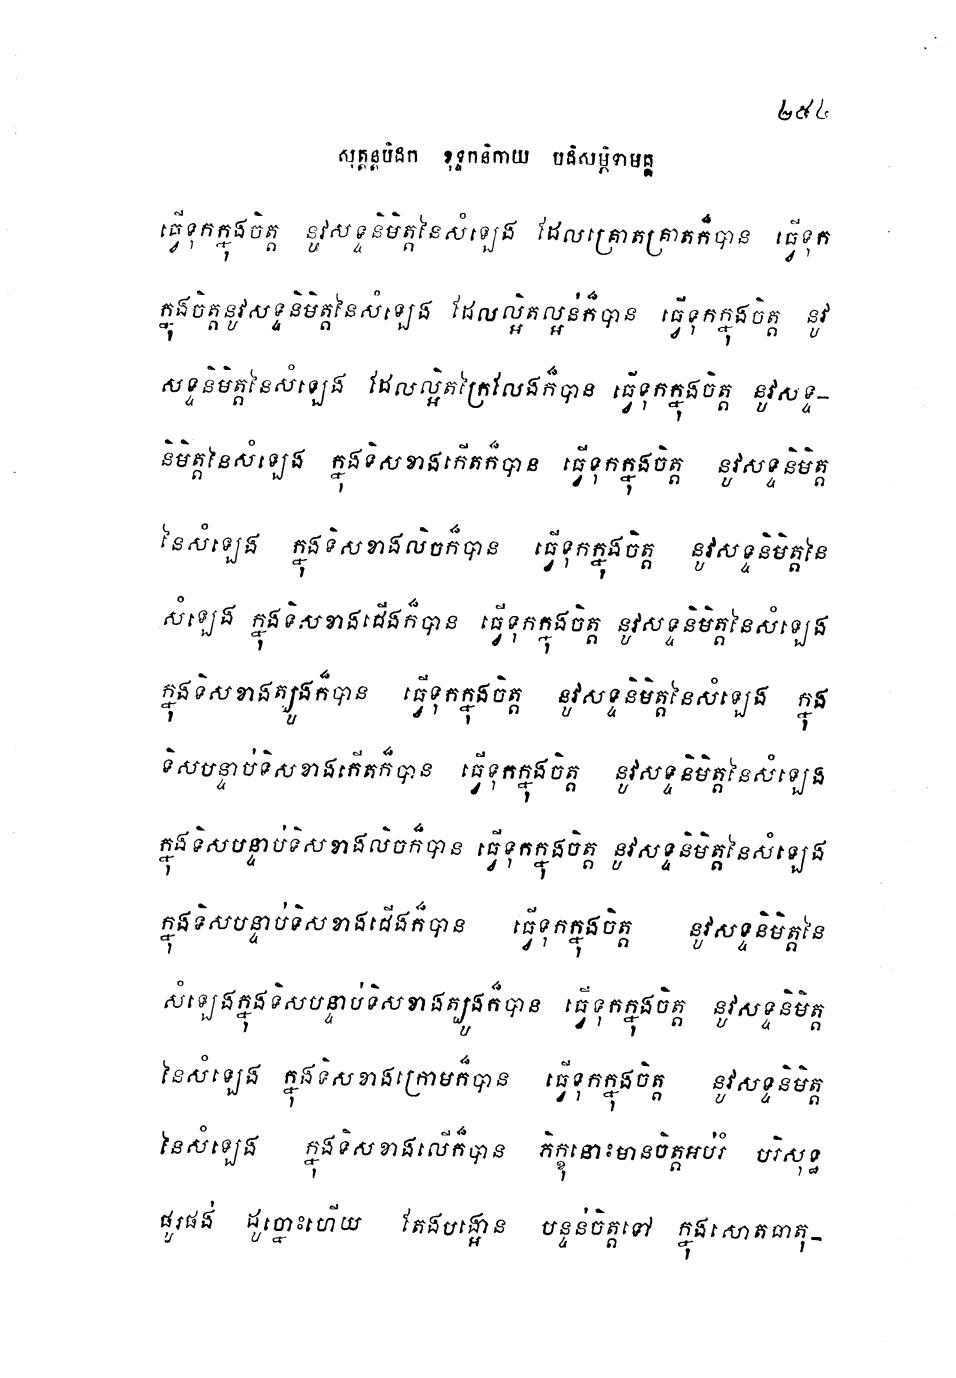 ២៩៤
សុត្តន្តបិដក ខុទ្ទកនិកាយ បដិសម្ភិទាមគ្គ
ធ្វើទុកក្នុងចិត្ត នូវសទ្ទនិមិត្តនៃសំឡេង ដែលគ្រោតគ្រាតក៏បាន ធ្វើទុក
ក្នុងចិត្តនូវសទ្ទនិមិត្តនៃសំឡេង ដែលល្អិតល្អន់ក៏បាន ធ្វើទុកក្នុងចិត្ត នូវ
សទ្ទនិមិត្តនៃសំឡេង ដែលល្អិតក្រៃលែងក៏បាន ធ្វើទុកក្នុងចិត្ត នូវសទ្ទ-
និមិត្តនៃសំឡេង ក្នុងទិសខាងកើតក៏បាន ធ្វើទុកក្នុងចិត្ត នូវសទ្ទនិមិត្ត
នៃសំឡេង ក្នុងទិសខាងលិចក៏បាន ធ្វើទុកក្នុងចិត្ត នូវសទ្ទនិមិត្តនៃ
សំឡេង ក្នុងទិសខាងជើងក៏បាន ធ្វើទុកក្នុងចិត្ត នូវសទ្ទនិមិត្តនៃសំឡេង
ក្នុងទិសខាងត្បូងក៏បាន ធ្វើទុកក្នុងចិត្ត នូវសទ្ទនិមិត្តនៃសំឡេង ក្នុង
ទិសបន្ទាប់ទិសខាងកើតក៏បាន ធ្វើទុកក្នុងចិត្ត នូវសទ្ទនិមិត្តនៃសំឡេង
ក្នុងទិសបន្ទាប់ទិសខាងលិចក៏បាន ធ្វើទុកក្នុងចិត្ត នូវសទ្ទនិមិត្តនៃសំឡេង
ក្នុងទិសបន្ទាប់ទិសខាងជើងក៏បាន ធ្វើទុកក្នុងចិត្ត នូវសទ្ទនិមិត្តនៃ
សំឡេងក្នុងទិសបន្ទាប់ទិសខាងត្បូងក៏បាន ធ្វើទុកក្នុងចិត្ត នូវសទ្ទនិមិត្ត
នៃសំឡេង ក្នុងទិសខាងក្រោមក៏បាន ធ្វើទុកក្នុងចិត្ត នូវសទ្ទនិមិត្ត
នៃសំឡេង ក្នុងទិសខាងលើក៏បាន ភិក្ខុនោះមានចិត្តអប់រំ បរិសុទ្ធ
ផូរផង់ ដូច្នោះហើយ តែងបង្អោន បន្ទន់ចិត្តទៅ ក្នុងសោតធាតុ-